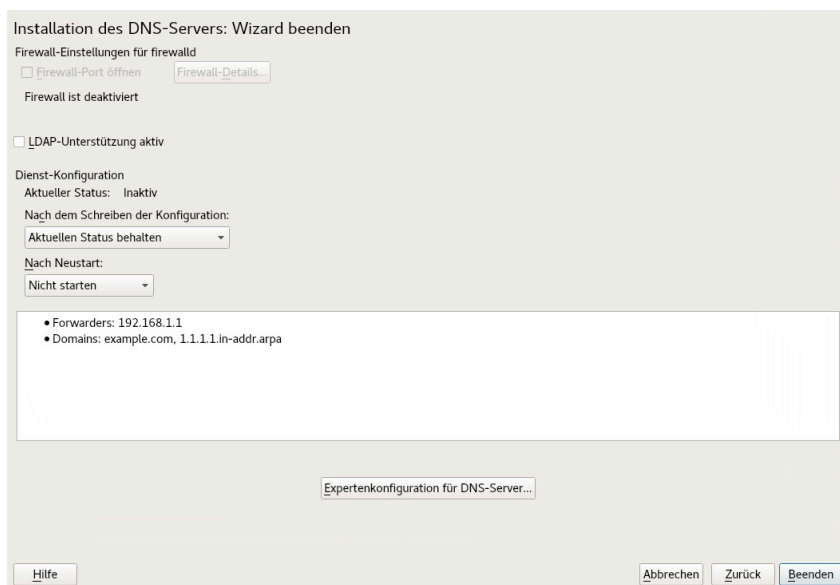 Installation des DNS-Servers: Wizard beenden
Firewall-Einstellungen für firewalld
Firewall-Port öffnen Firewall-Details...
Firewall ist deaktiviert
LDAP-Unterstützung aktiv
Dienst-Konfiguration
Aktueller Status: Inaktiv
Nach dem Schreiben der Konfiguration:
Aktuellen Status behalten
Nach Neustart:
Nicht starten
• Forwarders: 192.168.1.1
• Domains: example.com, 1.1.1.1.in-addr.arpa
Expertenkonfiguration für DNS-Server...
Hilfe Abbrechen Zurück Beenden